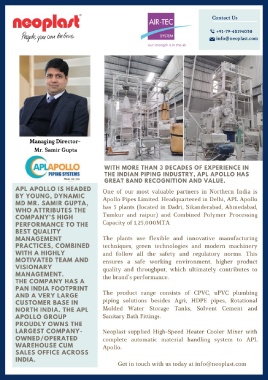 neoplast®
People you can believe.
AIR-TEC
SYSTEM
our strength is in the air
Contact Us
+91-79-40396030
info@neoplast.com
Managing Director-
Mr. Samir Gupta
APL APOLLO
PIPING SYSTEMS
WITH MORE THAN 3 DECADES OF EXPERIENCE IN
THE INDIAN PIPING INDUSTRY, APL APOLLO HAS
GREAT BAND RECOGNITION AND VALUE.
APL APOLLO IS HEADED
BY YOUNG, DYNAMIC
MD MR. SAMIR GUPTA,
WHO ATTRIBUTES THE
COMPANY'S HIGH
PERFORMANCE TO THE
BEST QUALITY
MANAGEMENT
PRACTICES, COMBINED
WITH A HIGHLY
MOTIVATED TEAM AND
VISIONARY
MANAGEMENT.
THE COMPANY HAS A
PAN INDIA FOOTPRINT
AND A VERY LARGE
CUSTOMER BASE IN
NORTH INDIA. THE APL
APOLLO GROUP
PROUDLY OWNS THE
LARGEST COMPANY-
OWNED/OPERATED
WAREHOUSE CUM
SALES OFFICE ACROSS
INDIA.
One of our most valuable partners in Northern India is
Apollo Pipes Limited. Headquartered in Delhi, APL Apollo
has 5 plants (located in Dadri, Sikanderabad, Ahmedabad,
Tumkur and raipur) and Combined Polymer Processing
Capacity of 1,25,000MTA.
The plants use flexible and innovative manufacturing
techniques, green technologies and modern machinery
and follow all the safety and regulatory norms. This
ensures a safe working environment, higher product
quality and throughput, which ultimately contributes to
the brand's performance.
The product range consists of CPVC, uPVC plumbing
piping solutions besides Agri, HDPE pipes, Rotational
Molded Water Storage Tanks, Solvent Cement and
Sanitary Bath Fittings.
Neoplast supplied High-Speed Heater Cooler Mixer with
complete automatic material handling system to APL
Apollo.
Get in touch with us today at info@neoplast.com